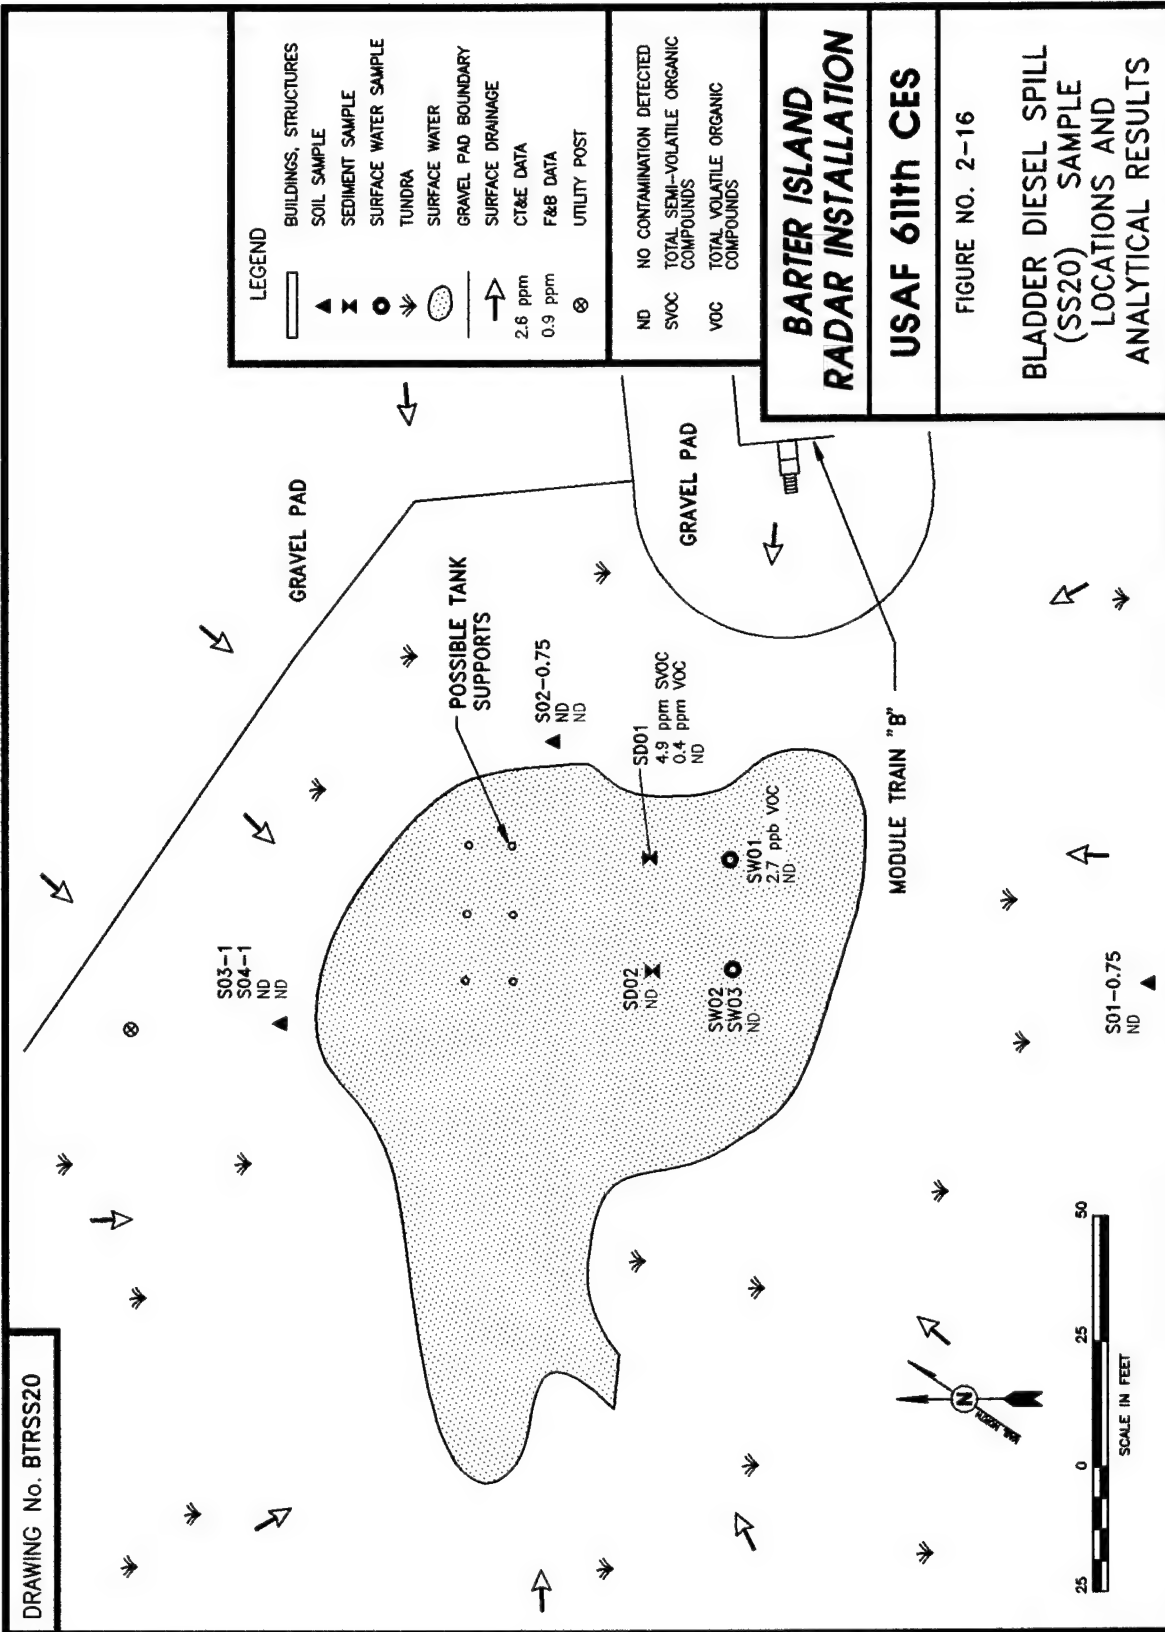 DRAWING No. BTRSS20
LEGEND
BUILDINGS, STRUCTURES
SOIL SAMPLE
SEDIMENT SAMPLE
SURFACE WATER SAMPLE
TUNDRA
SURFACE WATER
GRAVEL PAD BOUNDARY
SURFACE DRAINAGE
2.6 ppm CT&E DATA
0.9 ppm F&B DATA
UTILITY POST
ND NO CONTAMINATION DETECTED
SVOC TOTAL SEMI-VOLATILE ORGANIC
COMPOUNDS
VOC TOTAL VOLATILE ORGANIC
COMPOUNDS
BARTER ISLAND
RADAR INSTALLATION
USAF 611th CES
FIGURE NO. 2-16
BLADDER DIESEL SPILL
(SS20) SAMPLE
LOCATIONS AND
ANALYTICAL RESULTS
GRAVEL PAD
GRAVEL PAD
POSSIBLE TANK
SUPPORTS
S03-1
S04-1
ND
ND
S02-0.75
ND
ND
SD01
4.9 ppm SVOC
0.4 ppm VOC
ND
SD02
ND
SW01
2.7 ppb VOC
ND
SW02
SW03
ND
MODULE TRAIN "B"
S01-0.75
ND
N
25 0 25 50
SCALE IN FEET